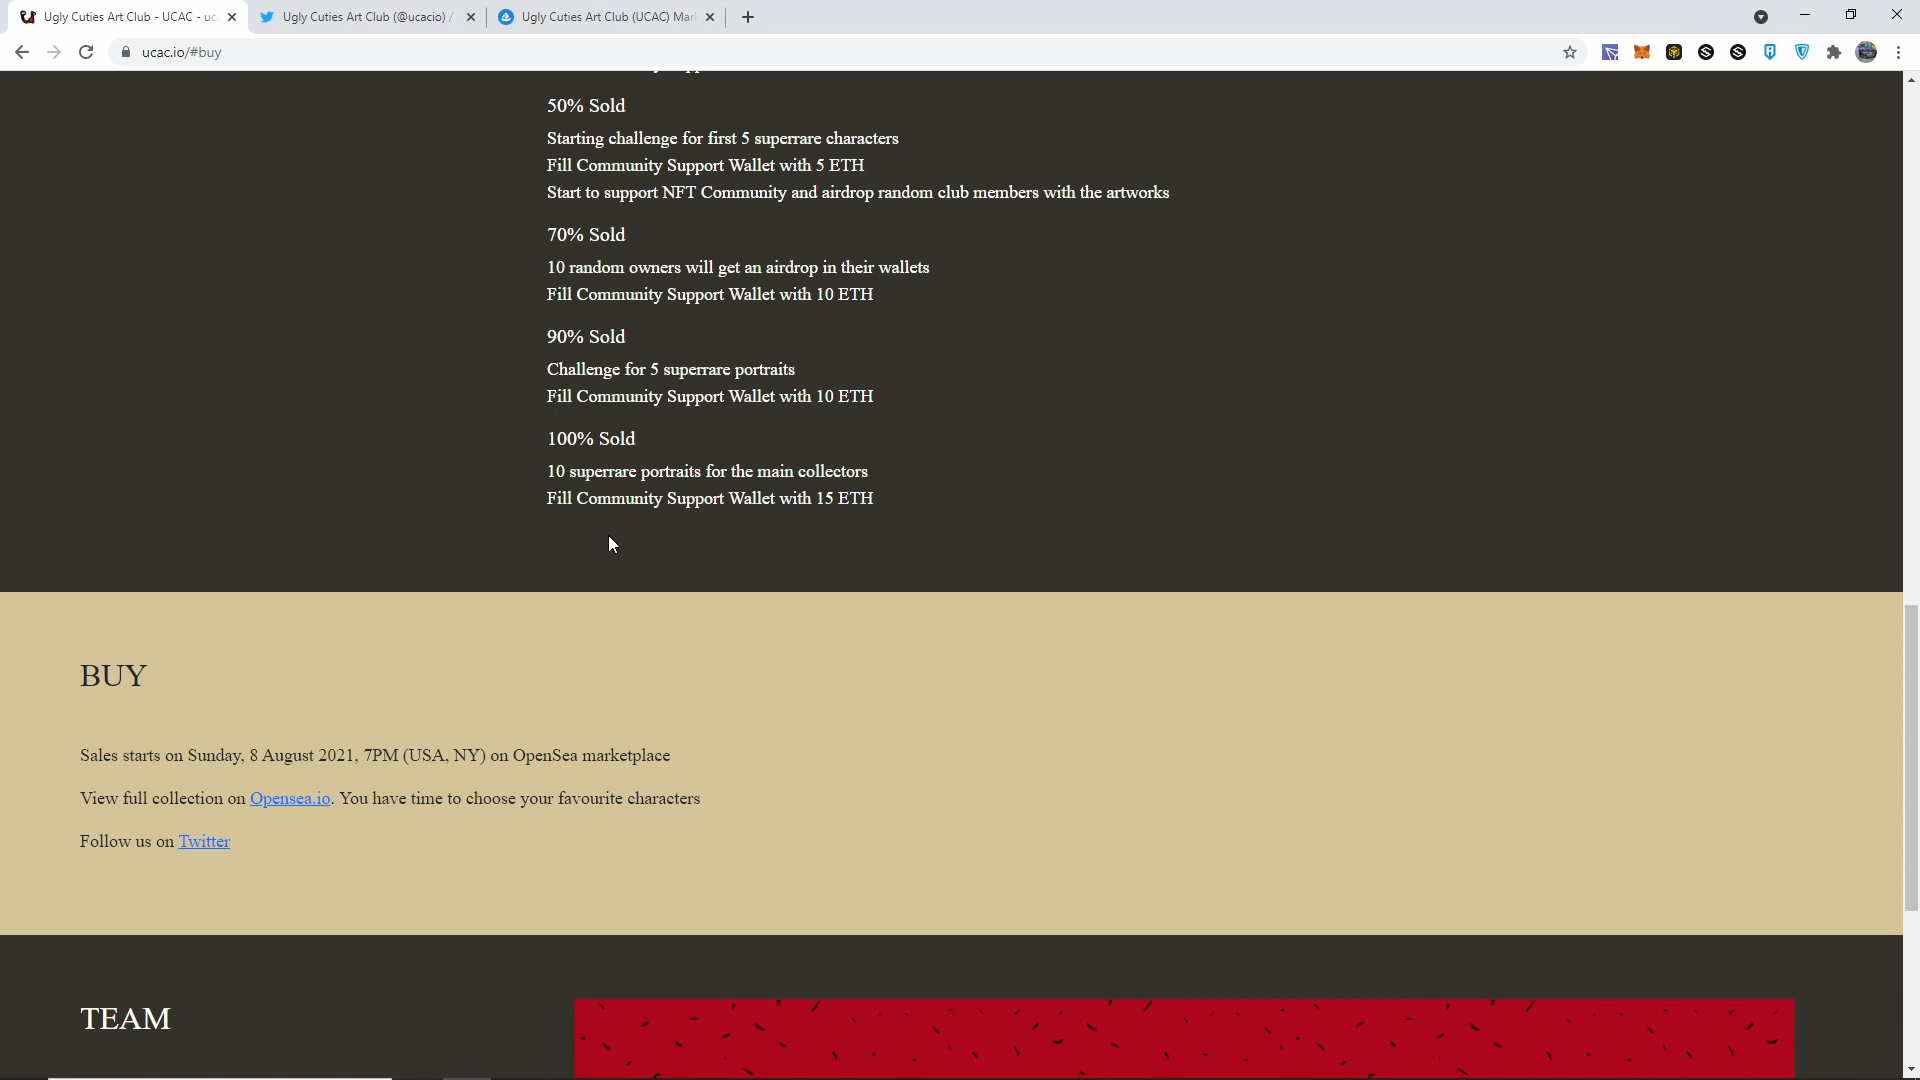 Ugly Cuties Art Club - UCAC - uc
Ugly Cuties Art Club (@ucacio) /
Ugly Cuties Art Club (UCAC) Mar
ucac.io/#buy
50% Sold
Starting challenge for first 5 superrare characters
Fill Community Support Wallet with 5 ETH
Start to support NFT Community and airdrop random club members with the artworks
70% Sold
10 random owners will get an airdrop in their wallets
Fill Community Support Wallet with 10 ETH
90% Sold
Challenge for 5 superrare portraits
Fill Community Support Wallet with 10 ETH
100% Sold
10 superrare portraits for the main collectors
Fill Community Support Wallet with 15 ETH
BUY
Sales starts on Sunday, 8 August 2021, 7PM (USA, NY) on OpenSea marketplace
View full collection on Opensea.io. You have time to choose your favourite characters
Follow us on Twitter
TEAM